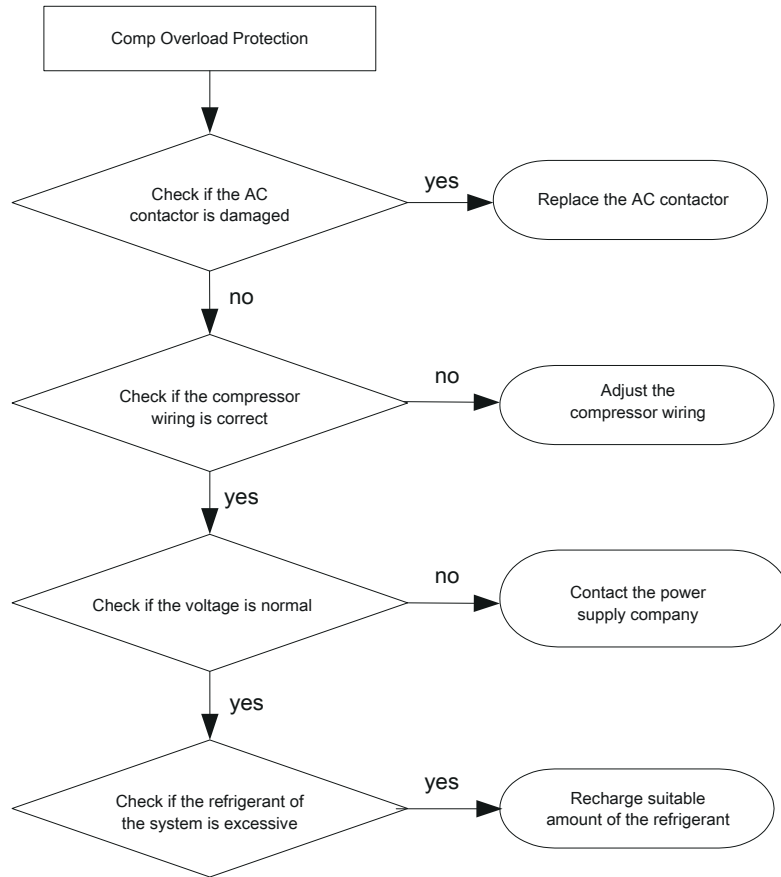 Comp Overload Protection
Check if the AC
contactor is damaged
yes
Replace the AC contactor
no
Check if the compressor
wiring is correct
no
Adjust the
compressor wiring
yes
Check if the voltage is normal
no
Contact the power
supply company
yes
Check if the refrigerant of
the system is excessive
yes
Recharge suitable
amount of the refrigerant